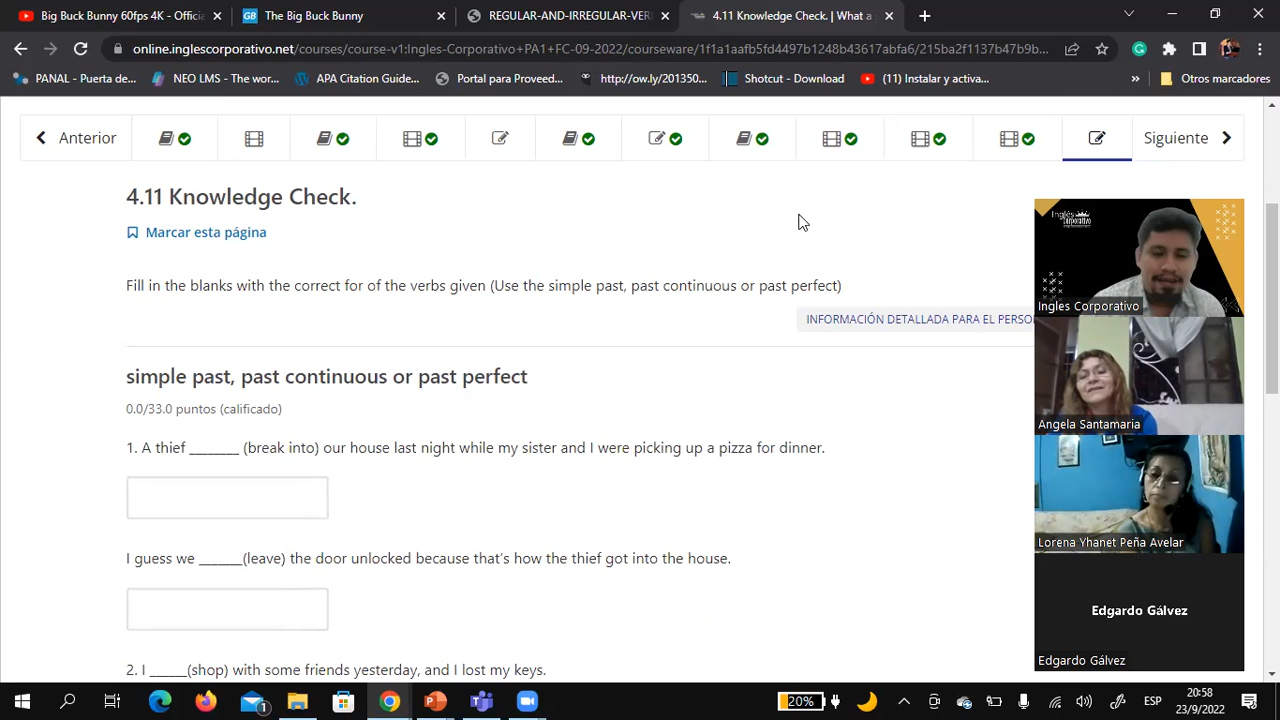 Big Buck Bunny 60fps 4K - Offici
The Big Buck Bunny
REGULAR-AND-IRREGULAR-VER
4.11 Knowledge Check. | What a
online.inglescorporativo.net/courses/course-v1:Ingles-Corporativo+PA1+FC-09-2022/courseware/1f1a1aafb5fd4497b1248b43617abfa6/215ba2f1137b47b9b...
PANAL - Puerta de...
NEO LMS - The wor...
APA Citation Guide...
Portal para Proveed...
http://ow.ly/201350...
Shotcut - Download
(11) Instalar y activa...
Otros marcadores
Anterior
Siguiente
4.11 Knowledge Check.
Marcar esta página
Fill in the blanks with the correct for of the verbs given (Use the simple past, past continuous or past perfect)
INFORMACIÓN DETALLADA PARA EL PERSO
simple past, past continuous or past perfect
0.0/33.0 puntos (calificado)
1. A thief ________ (break into) our house last night while my sister and I were picking up a pizza for dinner.
I guess we _______(leave) the door unlocked because that's how the thief got into the house.
2. I ______(shop) with some friends yesterday, and I lost my keys.
Inglés Corporativo
Ingles Corporativo
Angela Santamaria
Lorena Yhanet Peña Avelar
Edgardo Gálvez
Edgardo Gálvez
20%
ESP
20:58
23/9/2022